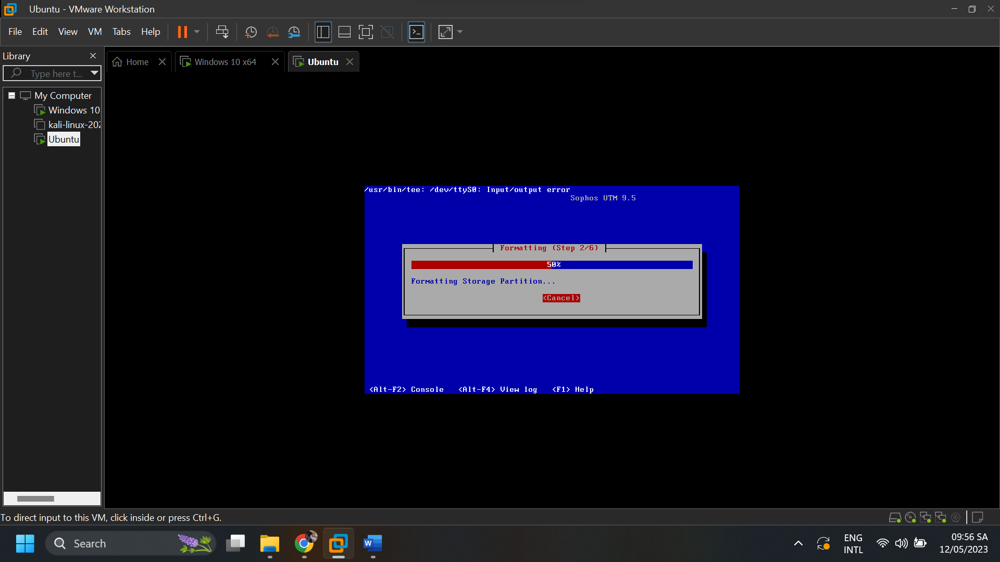 Ubuntu - VMware Workstation
File Edit View VM Tabs Help
Library
Type here t...
My Computer
Windows 10
kali-linux-202
Ubuntu
Home
Windows 10 x64
Ubuntu
/usr/bin/tee: /dev/ttyS0: Input/output error
Sophos UTM 9.5
Formatting (Step 2/6)
50%
Formatting Storage Partition...
<Cancel>
<Alt-F2> Console <Alt-F4> View log <F1> Help
To direct input to this VM, click inside or press Ctrl+G.
Search
ENG
INTL
09:56 SA
12/05/2023